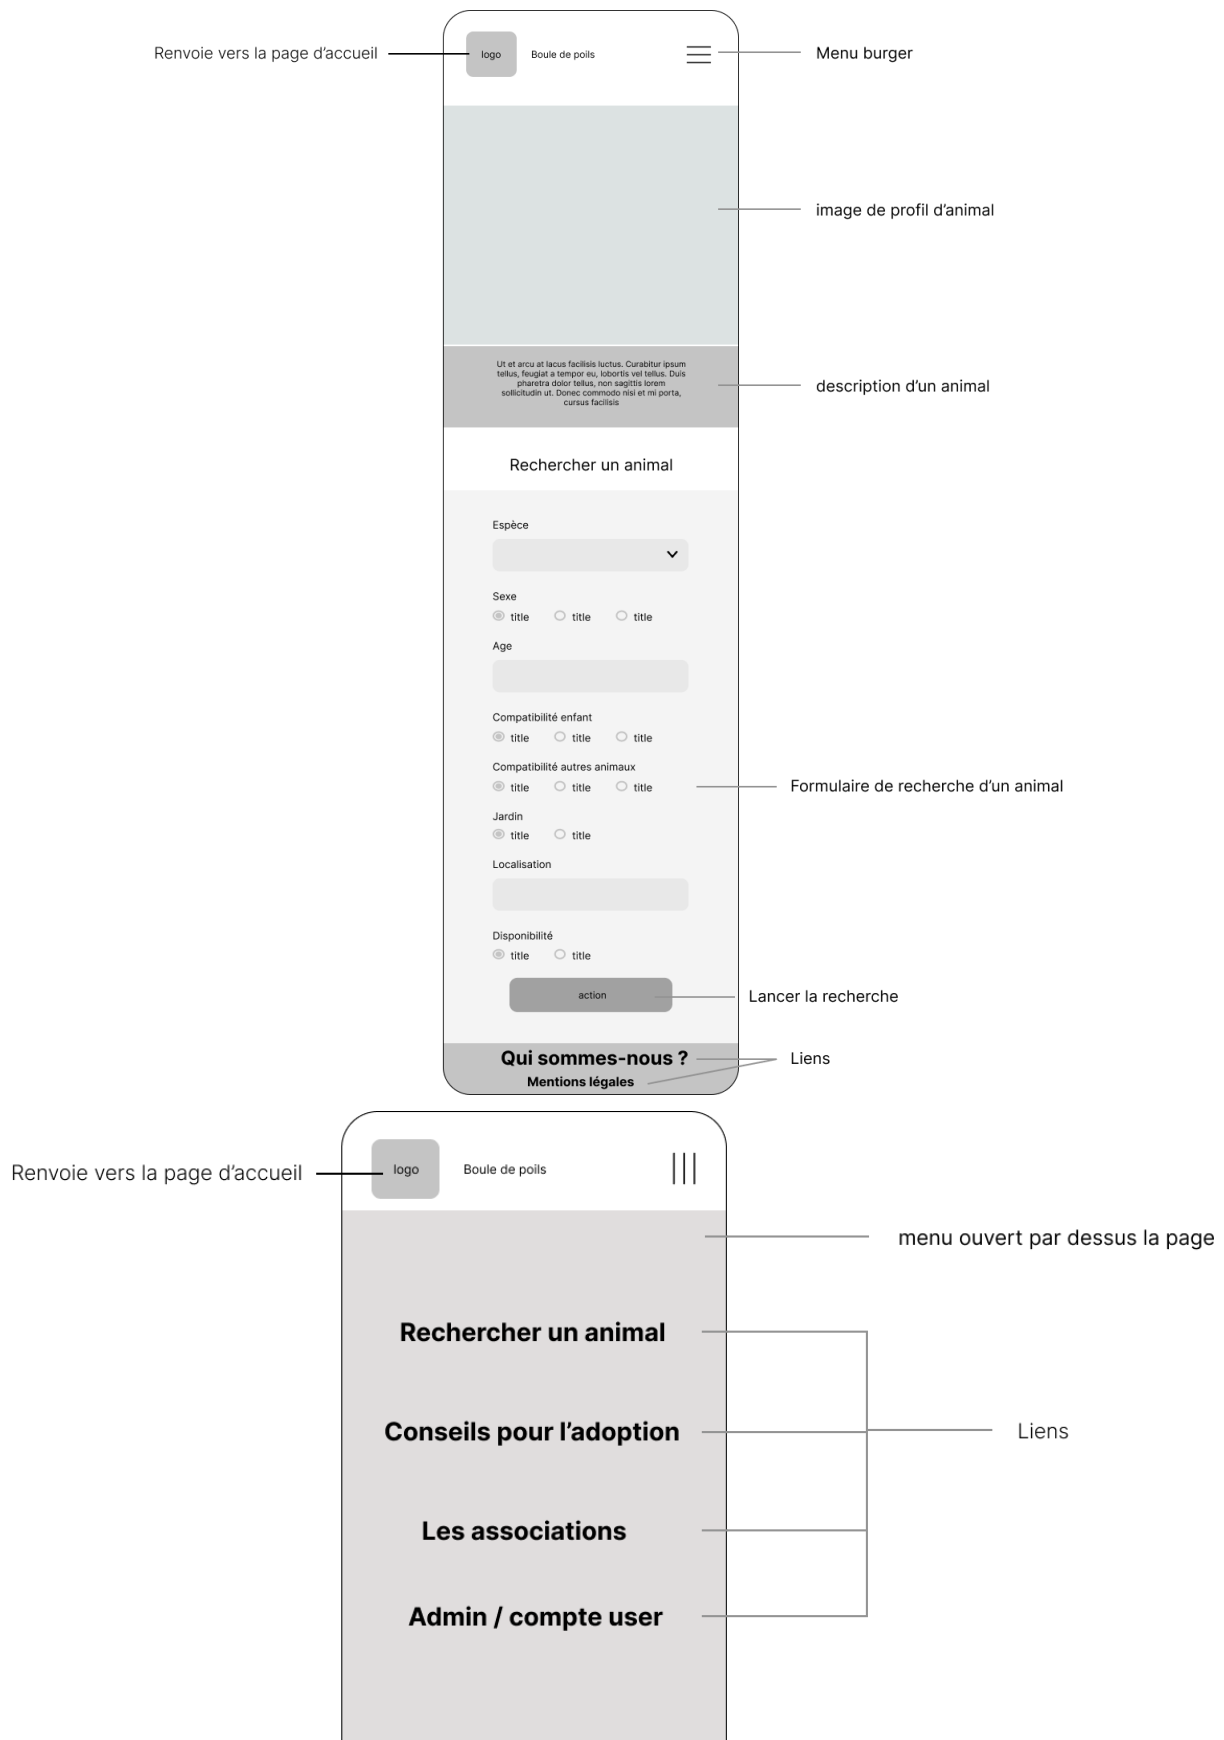 Renvoie vers la page d'accueil
logo
Boule de poils
Menu burger
image de profil d'animal
Ut et arcu at lacus facilisis luctus. Curabitur ipsum
tellus, feugiat a tempor eu, lobortis vel tellus. Duis
pharetra dolor tellus, non sagittis lorem
sollicitudin ut. Donec commodo nisi et mi porta,
cursus facilisis
description d'un animal
Rechercher un animal
Espèce
Sexe
title title title
Age
Compatibilité enfant
title title title
Compatibilité autres animaux
title title title
Formulaire de recherche d'un animal
Jardin
title title
Localisation
Disponibilité
title title
action
Lancer la recherche
Qui sommes-nous ?
Liens
Mentions légales
Renvoie vers la page d'accueil
logo
Boule de poils
menu ouvert par dessus la page
Rechercher un animal
Conseils pour l'adoption
Liens
Les associations
Admin / compte user